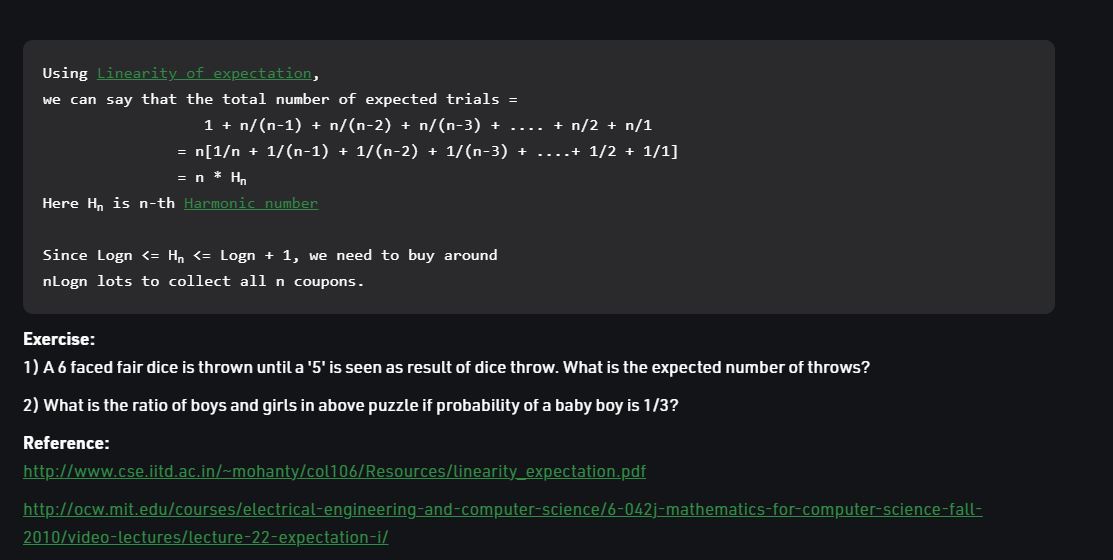 Using Linearity of expectation,
we can say that the total number of expected trials =
1 + n/(n-1) + n/(n-2) + n/(n-3) + .... + n/2 + n/1
= n[1/n + 1/(n-1) + 1/(n-2) + 1/(n-3) + ....+ 1/2 + 1/1]
= n * Hn
Here Hn is n-th Harmonic number
Since Logn <= Hn <= Logn + 1, we need to buy around
nLogn lots to collect all n coupons.
Exercise:
1) A 6 faced fair dice is thrown until a '5' is seen as result of dice throw. What is the expected number of throws?
2) What is the ratio of boys and girls in above puzzle if probability of a baby boy is 1/3?
Reference:
http://www.cse.iitd.ac.in/~mohanty/col106/Resources/linearity_expectation.pdf
http://ocw.mit.edu/courses/electrical-engineering-and-computer-science/6-042j-mathematics-for-computer-science-fall-
2010/video-lectures/lecture-22-expectation-i/